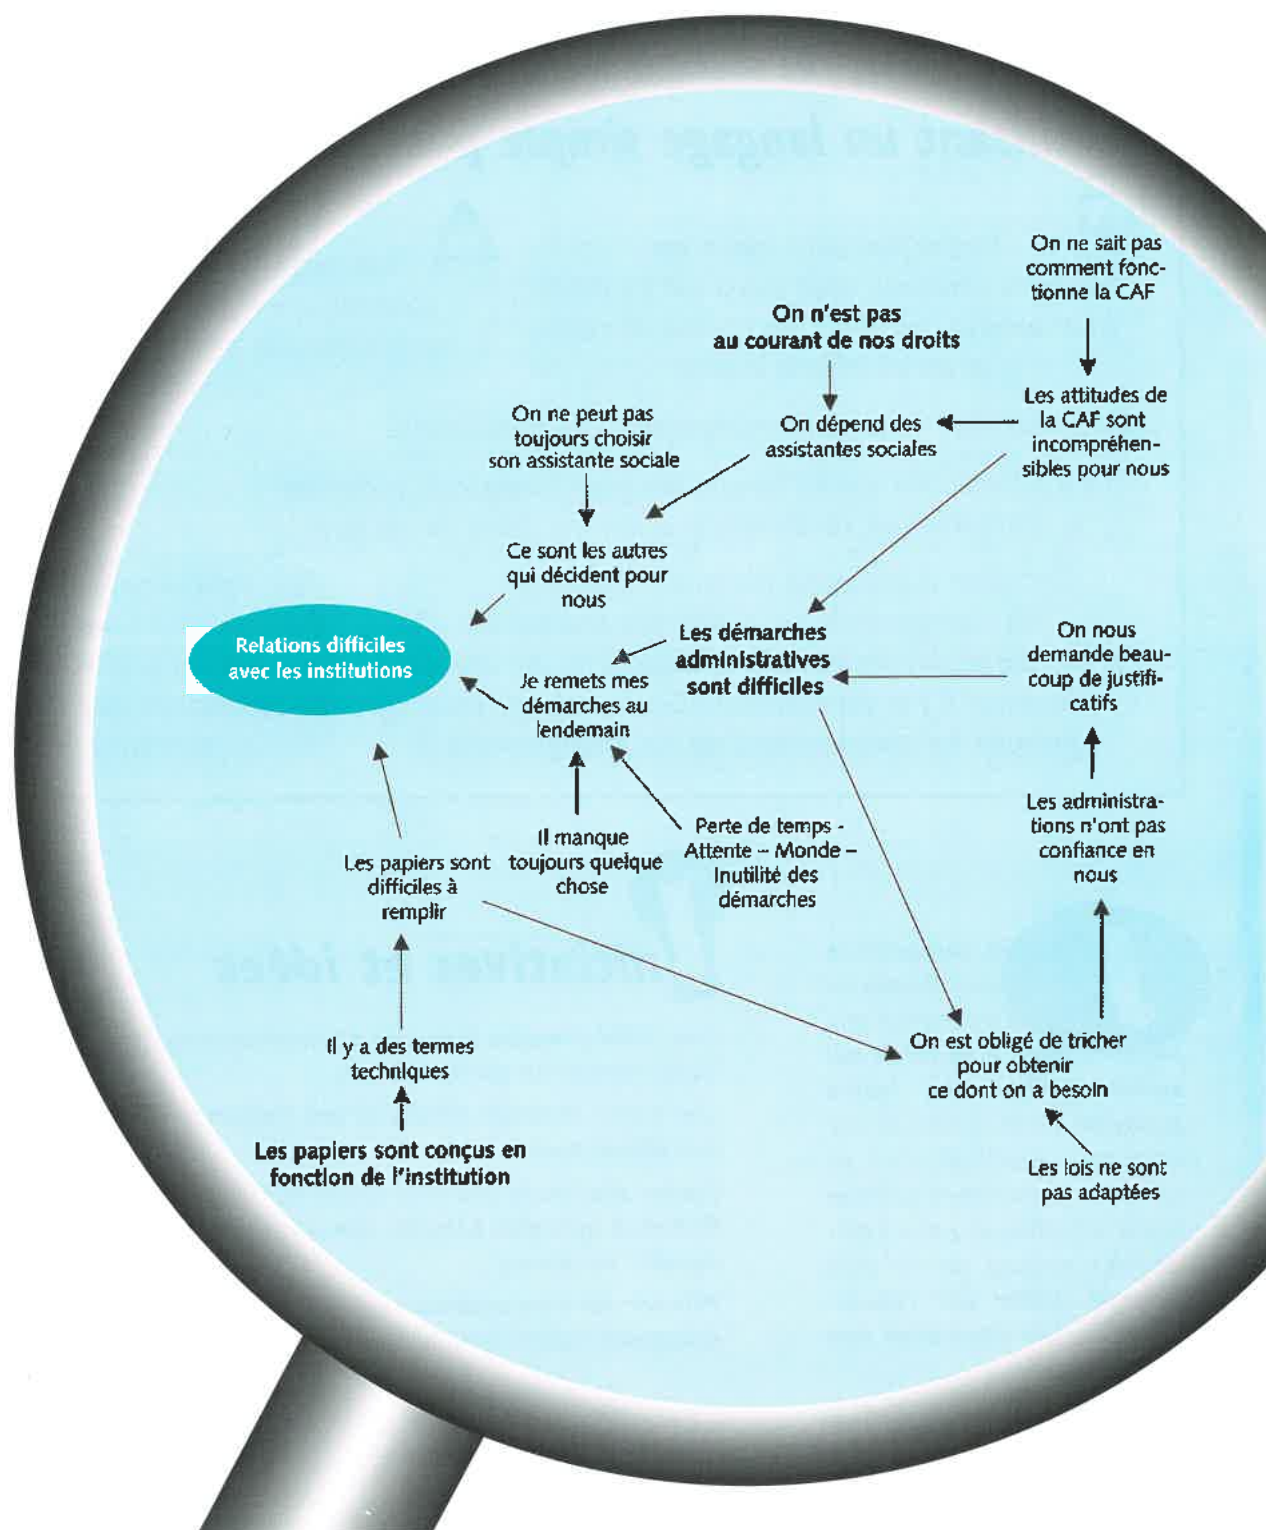 On ne sait pas
comment fonc-
tionne la CAF
On n'est pas
au courant de nos droits
Les attitudes de
la CAF sont
incompréhen-
sibles pour nous
On ne peut pas
toujours choisir
son assistante sociale
On dépend des
assistantes sociales
Ce sont les autres
qui décident pour
nous
Relations difficiles
avec les institutions
Les démarches
administratives
sont difficiles
On nous
demande beau-
coup de justifi-
catifs
Je remets mes
démarches au
lendemain
Les administra-
tions n'ont pas
confiance en
nous
Perte de temps -
Attente – Monde –
Inutilité des
démarches
Il manque
toujours quelque
chose
Les papiers sont
difficiles à
remplir
Il y a des termes
techniques
On est obligé de tricher
pour obtenir
ce dont on a besoin
Les papiers sont conçus en
fonction de l'institution
Les lois ne sont
pas adaptées